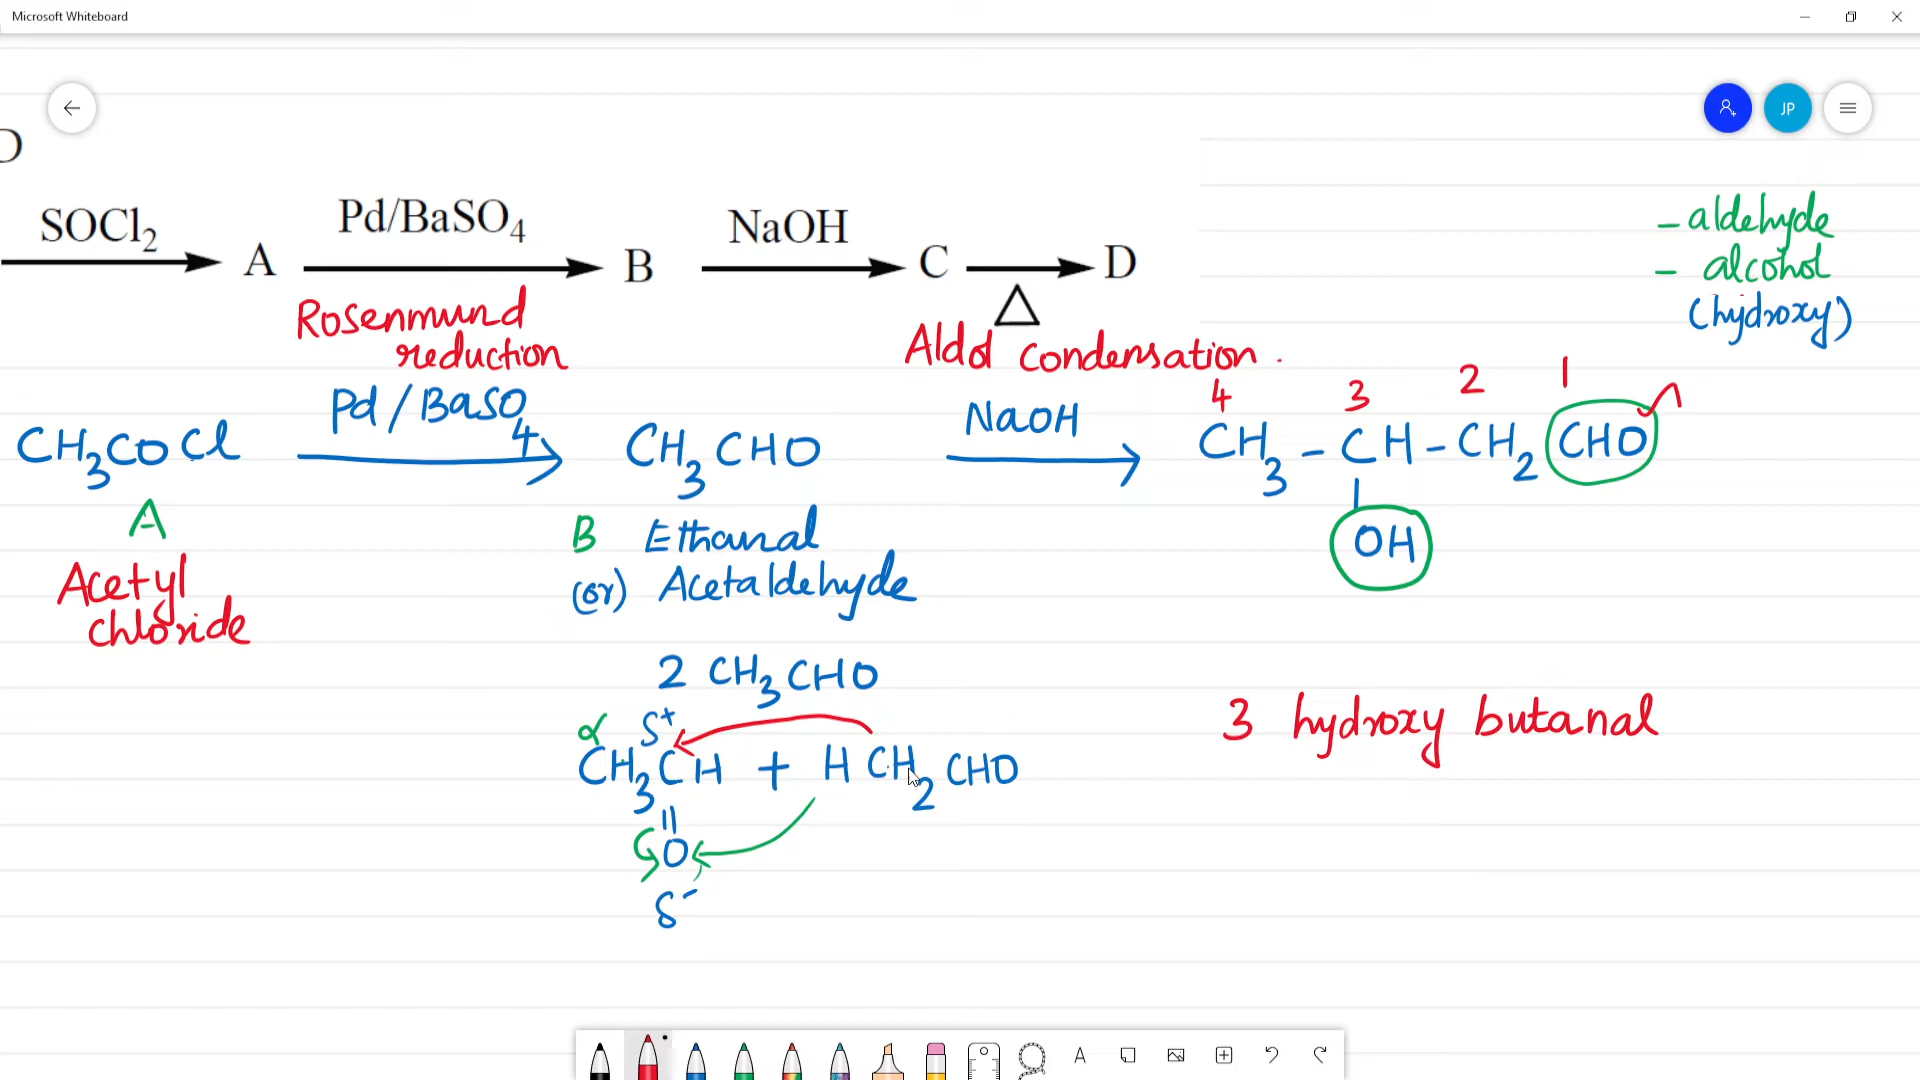 Microsoft Whiteboard
JP
O
SOCl2 A Pd/BaSO4 B NaOH C △ D
- aldehyde
- alcohol
(hydroxy)
Rosenmund
reduction
Aldol condensation.
4 3 2 1
CH3COCl Pd/BaSO4 CH3CHO NaOH CH3 - CH - CH2 CHO
OH
A
Acetyl
chloride
B Ethanal
(or) Acetaldehyde
2 CH3CHO
α δ+
CH3CH + H CH2 CHO
O
δ-
3 hydroxy butanal
A